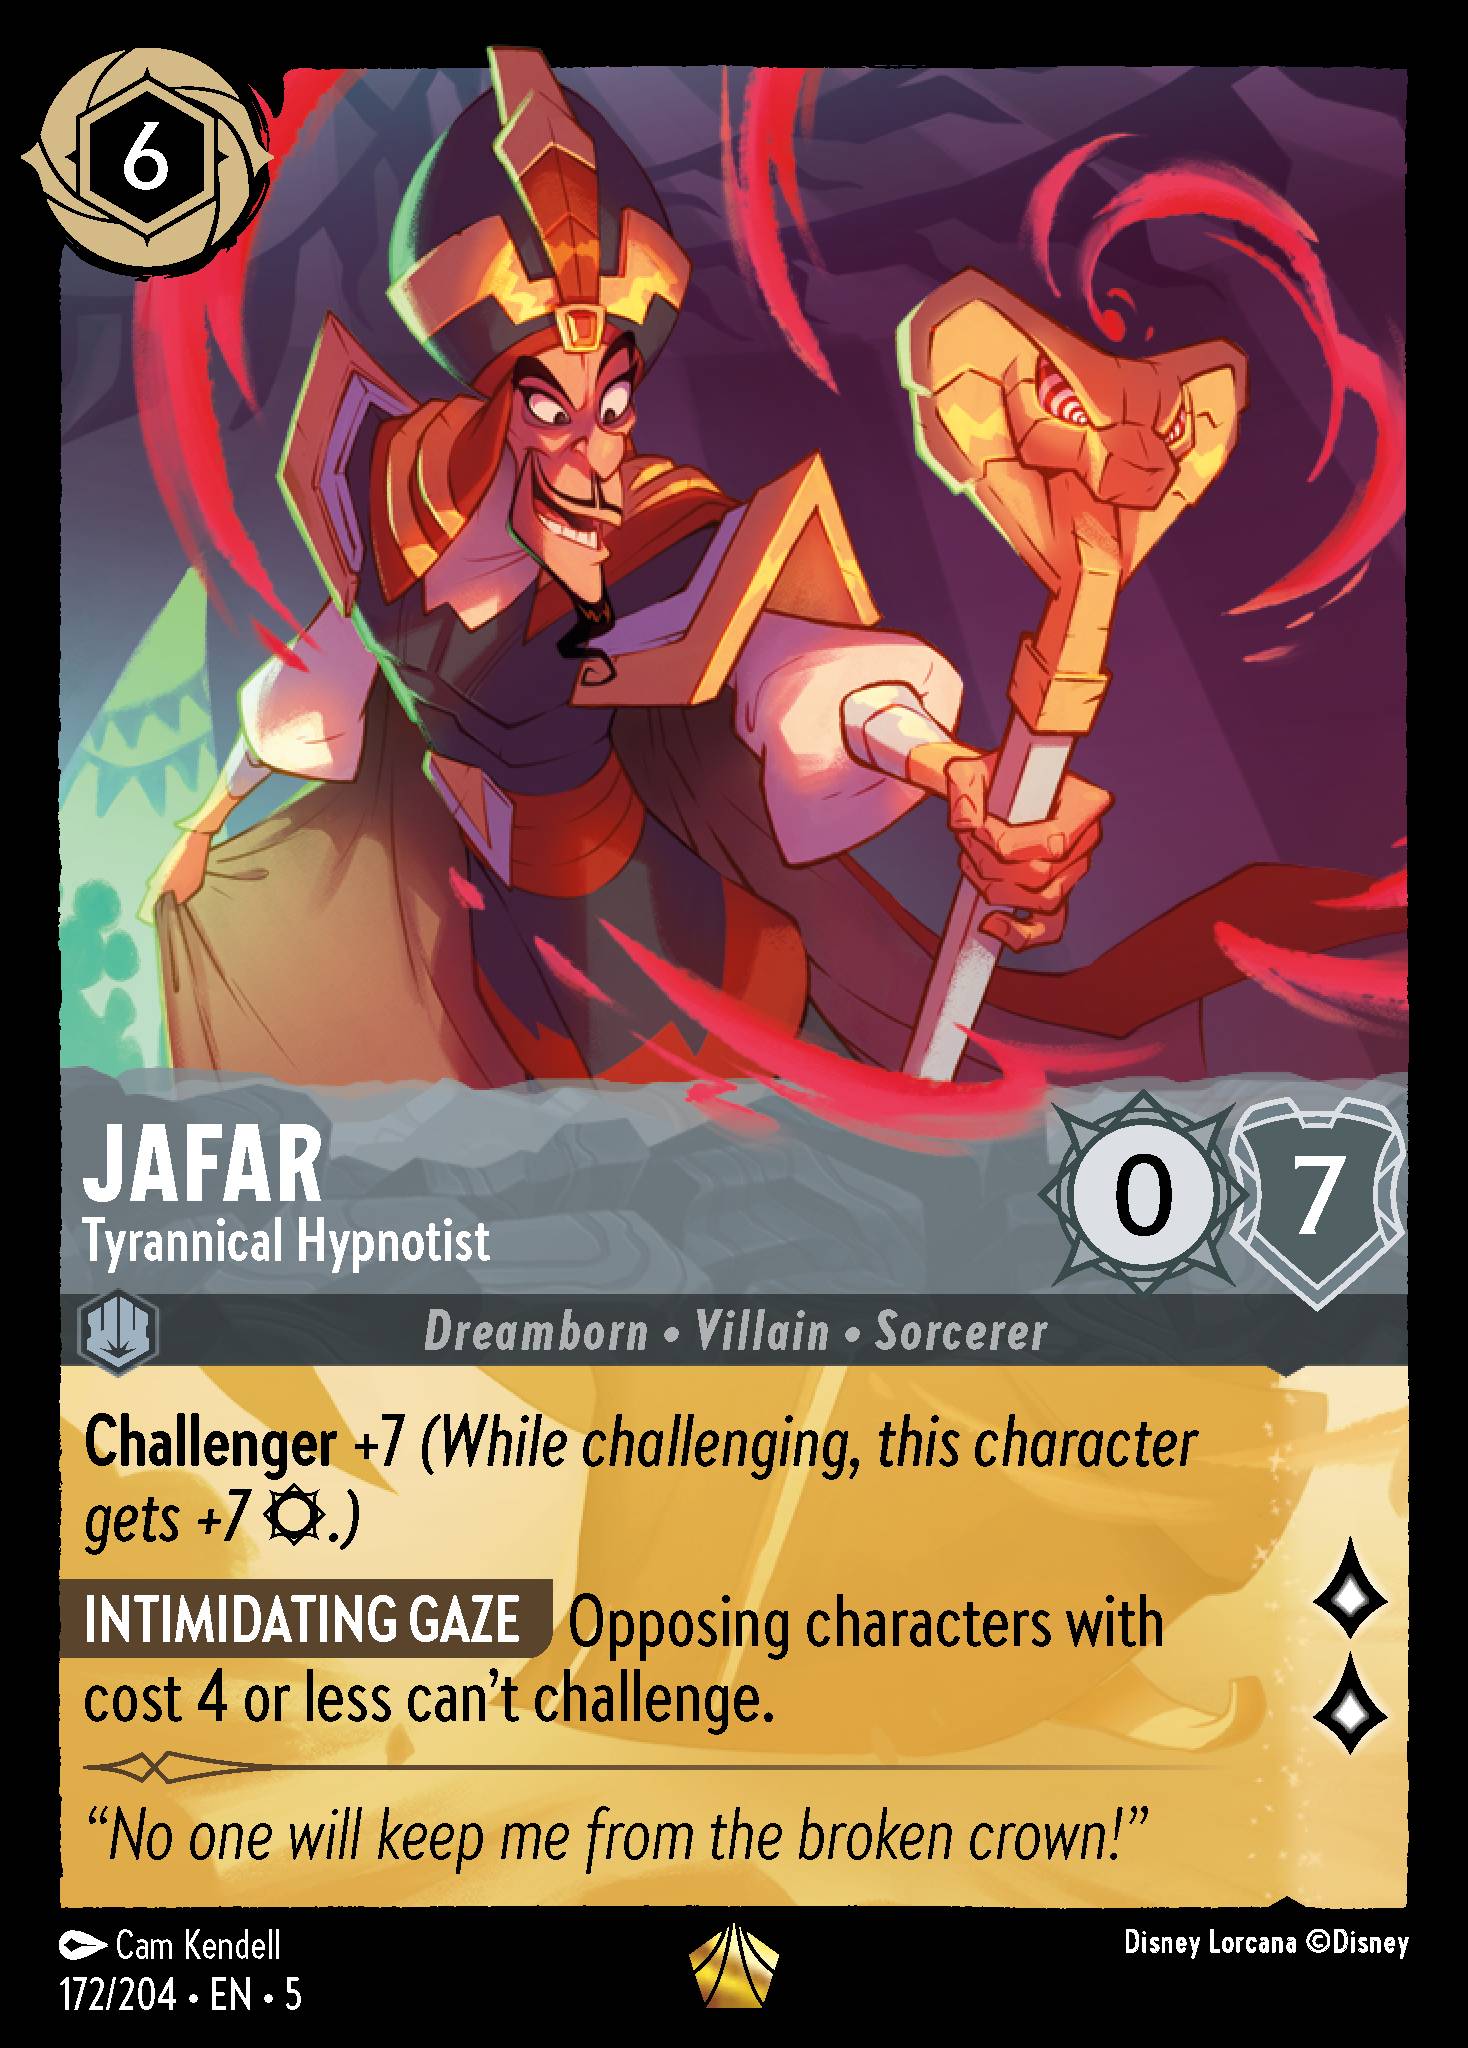 6
JAFAR
Tyrannical Hypnotist
0
7
Dreamborn • Villain • Sorcerer
Challenger +7 (While challenging, this character
gets +7 .)
INTIMIDATING GAZE Opposing characters with
cost 4 or less can’t challenge.
“No one will keep me from the broken crown!”
Cam Kendell
Disney Lorcana ©Disney
172/204 • EN • 5